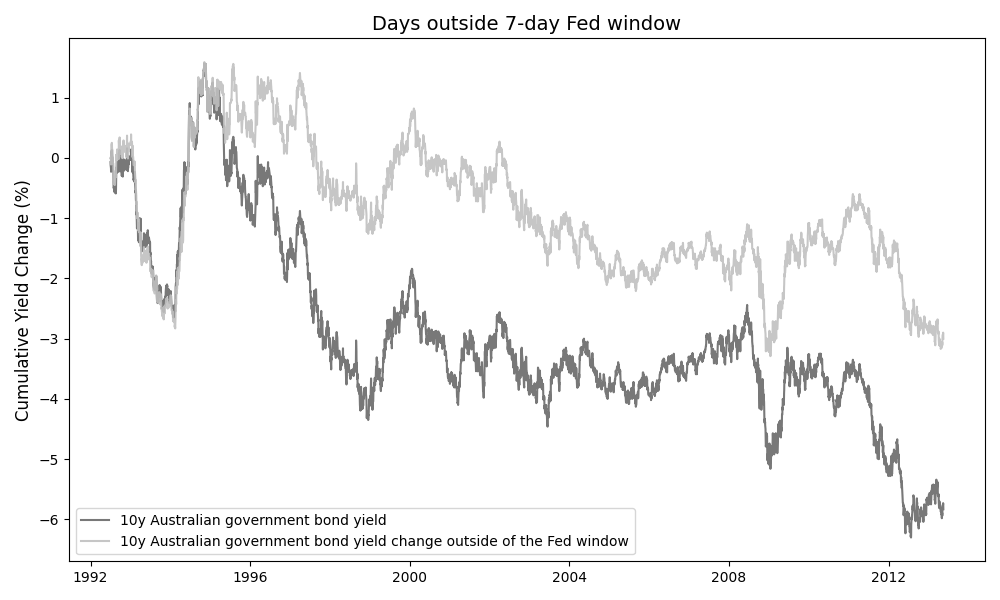 Days outside 7-day Fed window
Cumulative Yield Change (%)
1
0
−1
−2
−3
−4
−5
−6
10y Australian government bond yield
10y Australian government bond yield change outside of the Fed window
1992 1996 2000 2004 2008 2012